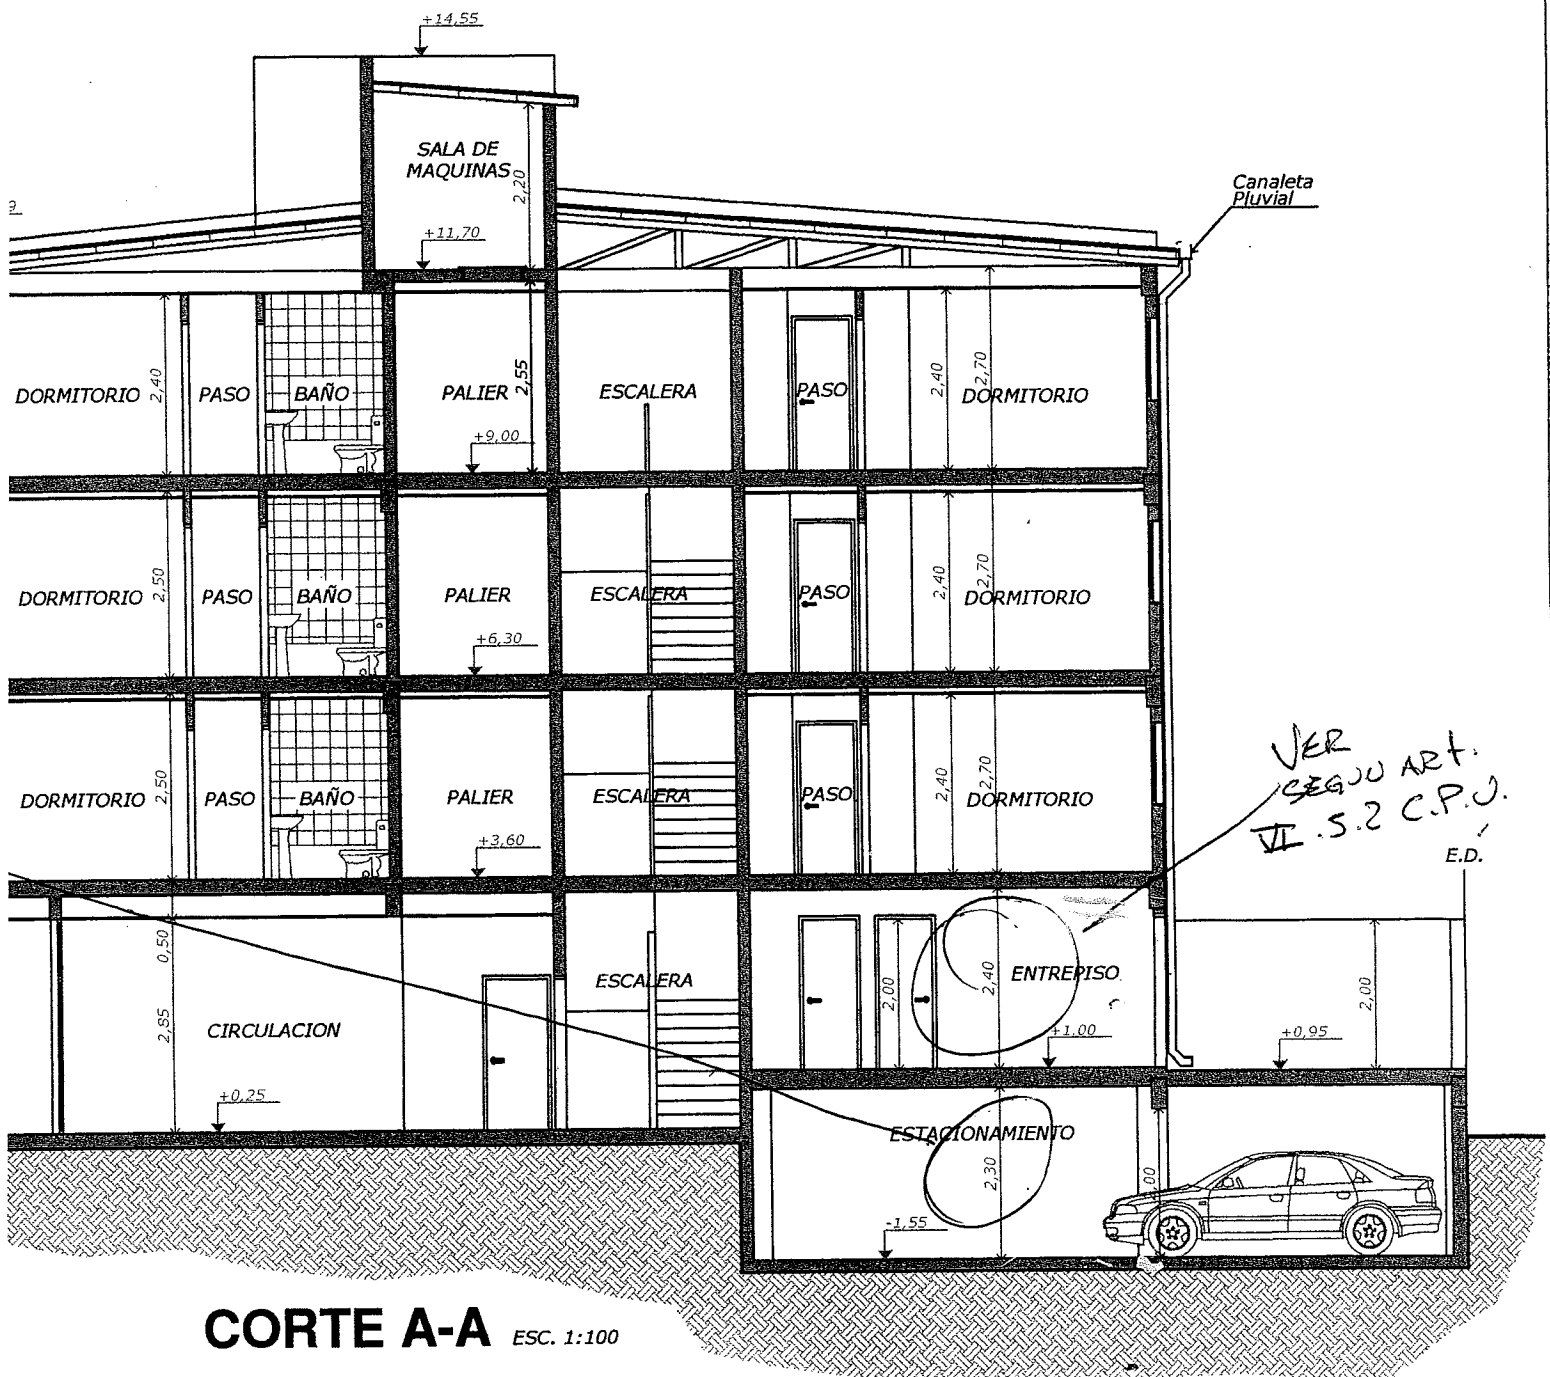 +14,55
SALA DE
MAQUINAS
2,20
Canaleta
Pluvial
9
+11,70
DORMITORIO
2,40
PASO
BAÑO
PALIER
2,55
ESCALERA
PASO
2,40
2,70
DORMITORIO
+9,00
DORMITORIO
2,50
PASO
BAÑO
PALIER
ESCALERA
PASO
2,40
2,70
DORMITORIO
+6,30
DORMITORIO
2,50
PASO
BAÑO
PALIER
ESCALERA
PASO
2,40
2,70
DORMITORIO
+3,60
VER
SEGUN ART.
VI.5.2 C.P.U.
E.D.
0,50
2,85
CIRCULACION
ESCALERA
2,00
2,40
ENTREPISO
+1,00
+0,95
2,00
+0,25
ESTACIONAMIENTO
2,30
,00
-1,55
CORTE A-A ESC. 1:100